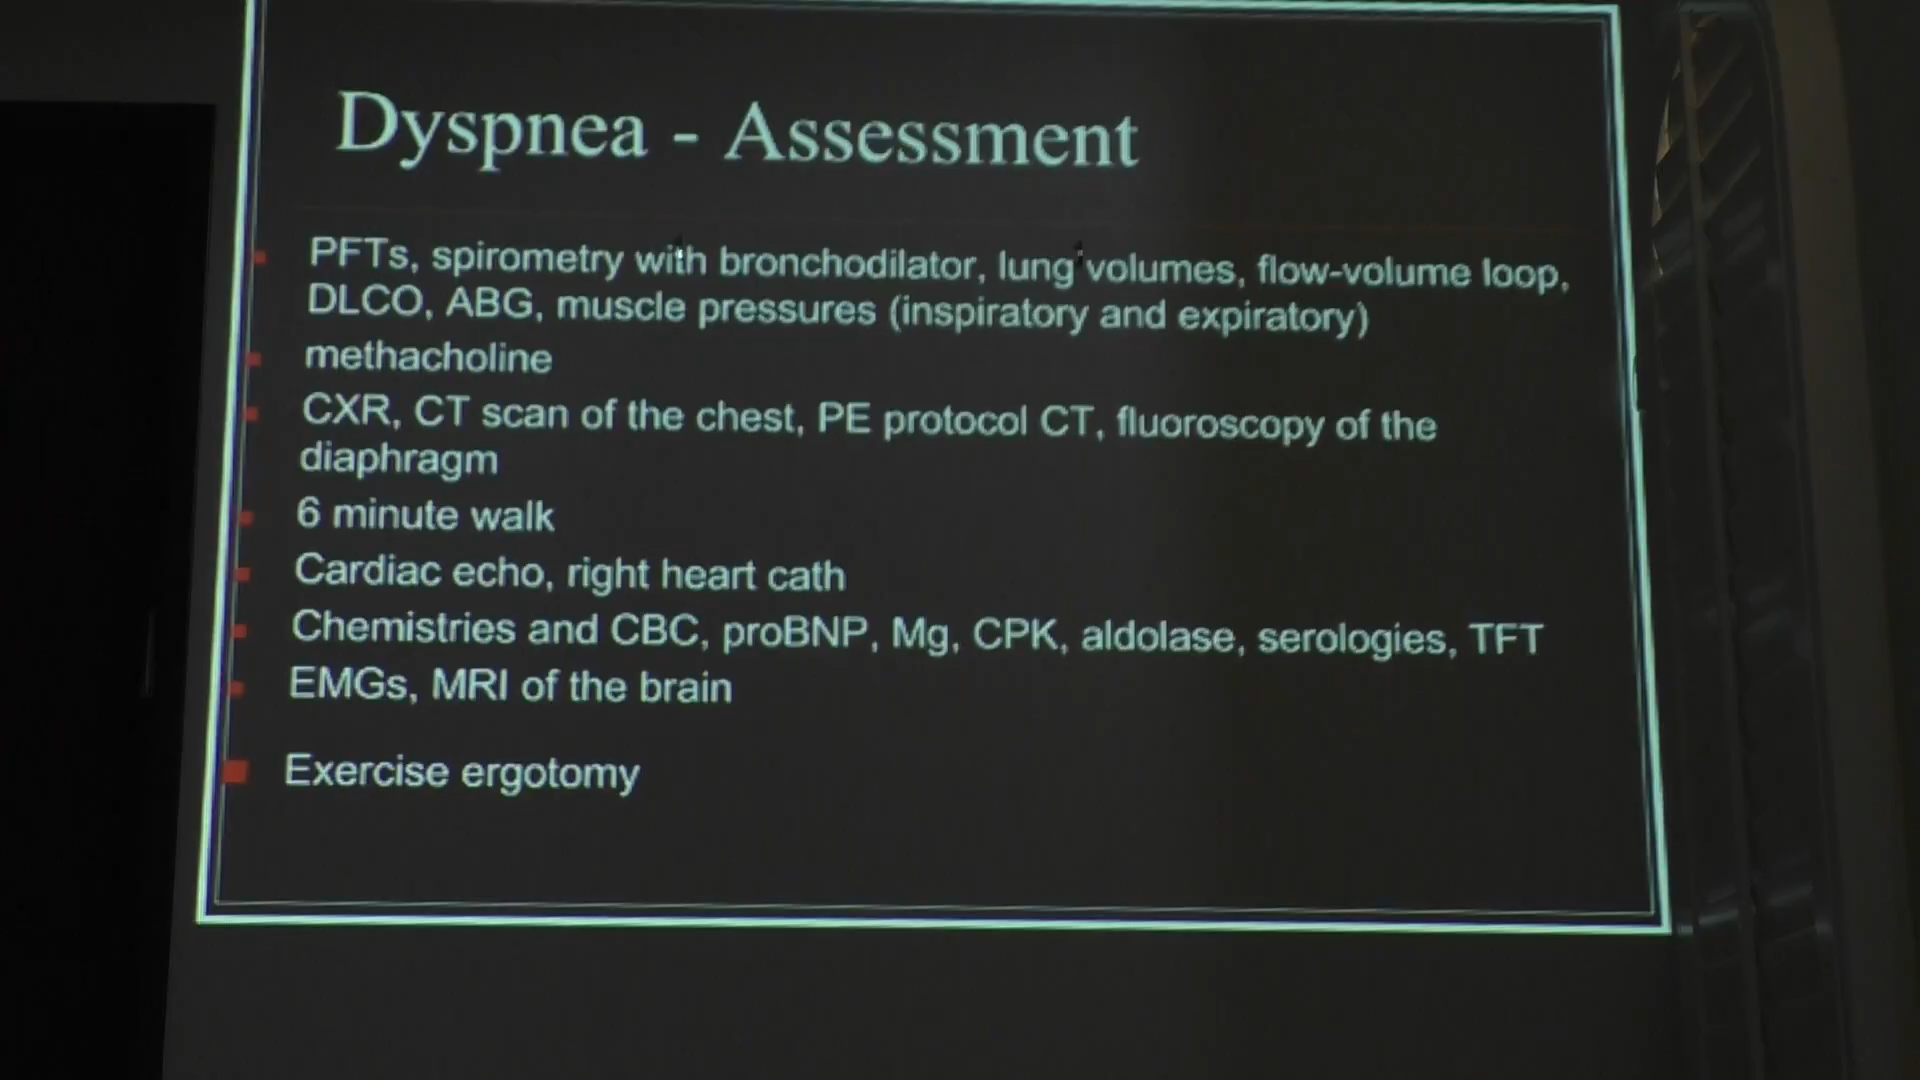 Dyspnea - Assessment
PFTs, spirometry with bronchodilator, lung volumes, flow-volume loop,
DLCO, ABG, muscle pressures (inspiratory and expiratory)
methacholine
CXR, CT scan of the chest, PE protocol CT, fluoroscopy of the
diaphragm
6 minute walk
Cardiac echo, right heart cath
Chemistries and CBC, proBNP, Mg, CPK, aldolase, serologies, TFT
EMGs, MRI of the brain
Exercise ergotomy